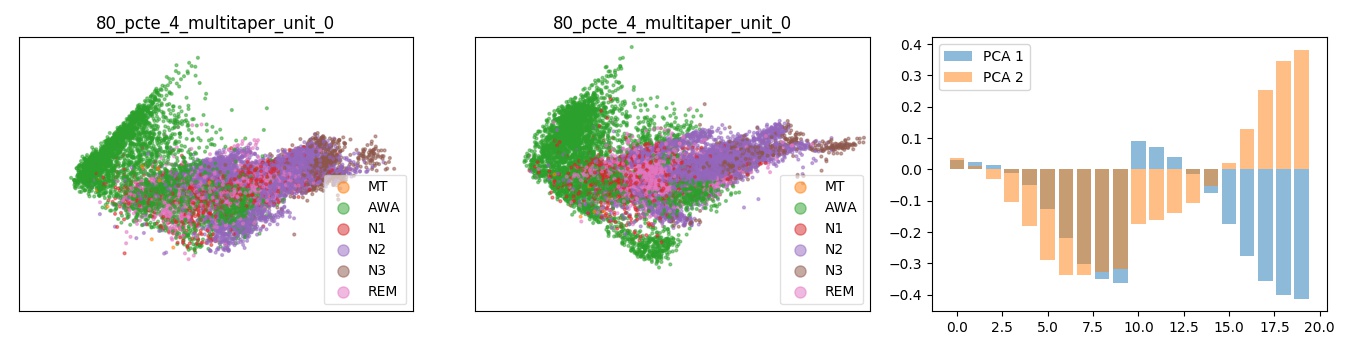 80_pcte_4_multitaper_unit_0
MT
AWA
N1
N2
N3
REM
80_pcte_4_multitaper_unit_0
MT
AWA
N1
N2
N3
REM
PCA 1
PCA 2
0.4
0.3
0.2
0.1
0.0
−0.1
−0.2
−0.3
−0.4
0.0 2.5 5.0 7.5 10.0 12.5 15.0 17.5 20.0